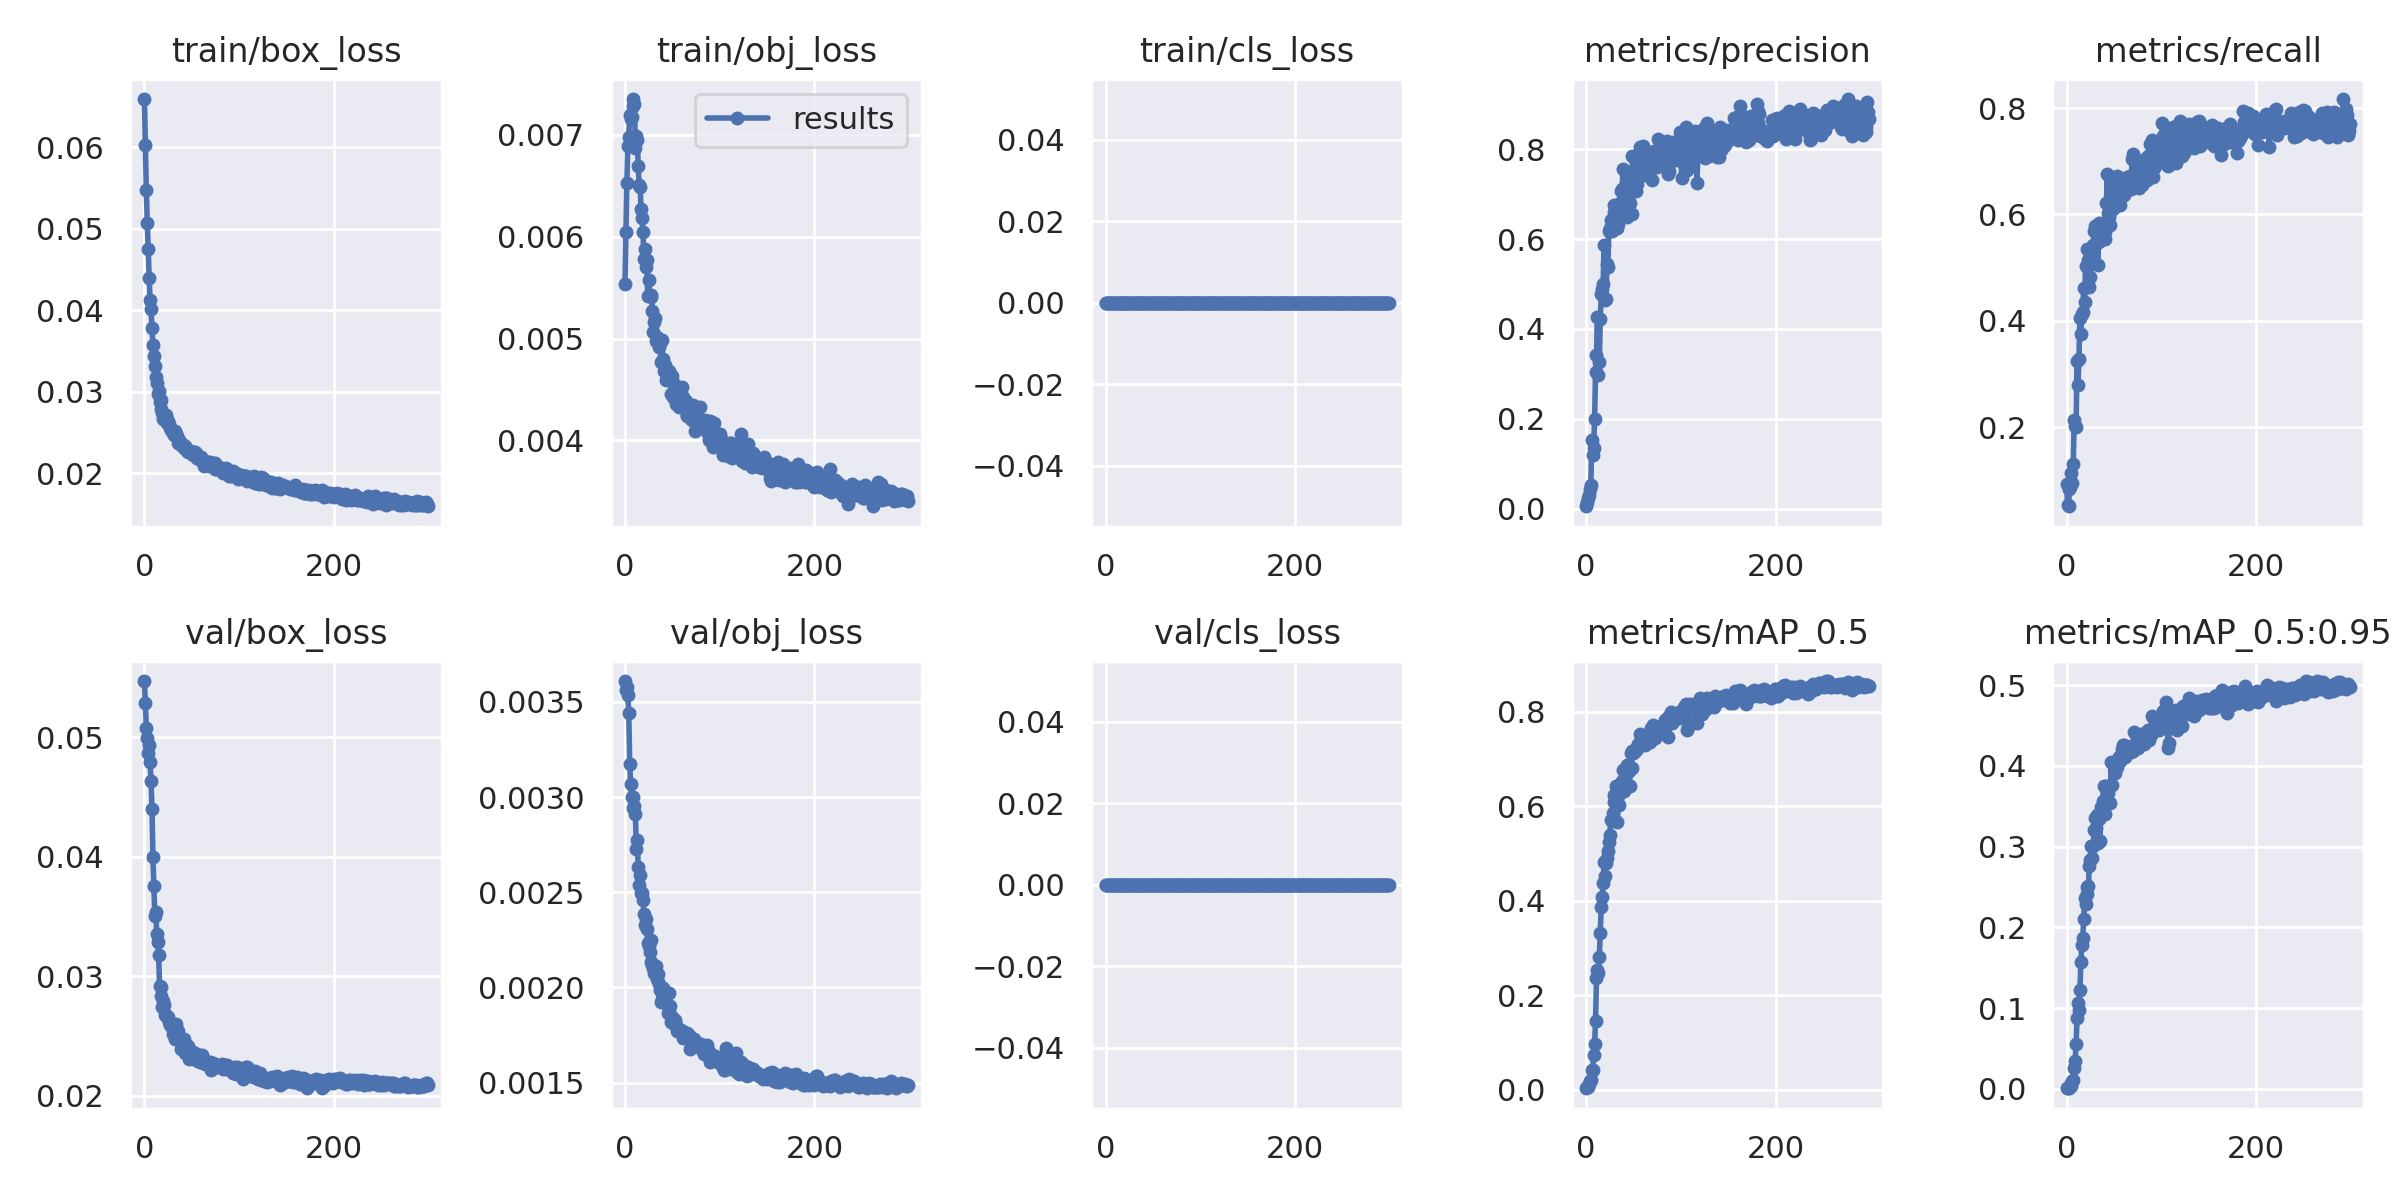 train/box_loss train/obj_loss train/cls_loss metrics/precision metrics/recall
results
0.06 0.05 0.04 0.03 0.02
0 200
0.007 0.006 0.005 0.004
0 200
0.04 0.02 0.00 −0.02 −0.04
0 200
0.8 0.6 0.4 0.2 0.0
0 200
0.8 0.6 0.4 0.2
0 200
val/box_loss val/obj_loss val/cls_loss metrics/mAP_0.5 metrics/mAP_0.5:0.95
0.05 0.04 0.03 0.02
0 200
0.0035 0.0030 0.0025 0.0020 0.0015
0 200
0.04 0.02 0.00 −0.02 −0.04
0 200
0.8 0.6 0.4 0.2 0.0
0 200
0.5 0.4 0.3 0.2 0.1 0.0
0 200